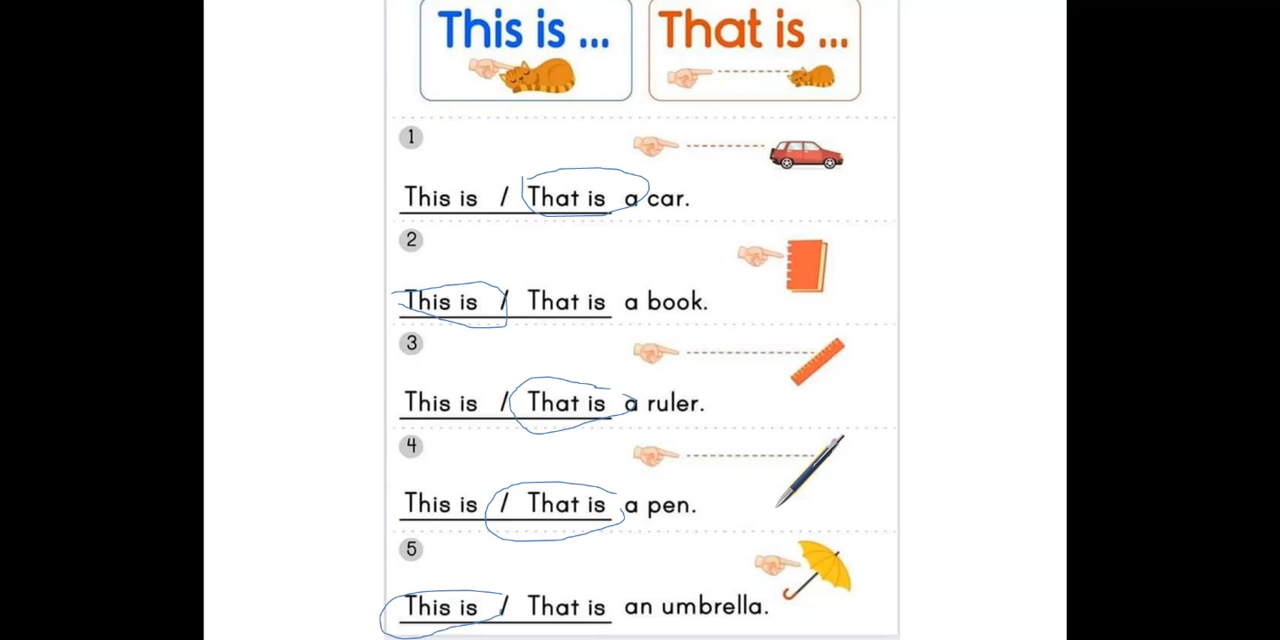 This is ... That is ...
1
This is / That is a car.
2
This is / That is a book.
3
This is / That is a ruler.
4
This is / That is a pen.
5
This is / That is an umbrella.